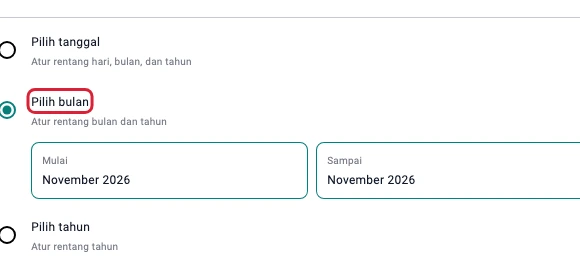 Pilih tanggal
Atur rentang hari, bulan, dan tahun
Pilih bulan
Atur rentang bulan dan tahun
Mulai
November 2026
Sampai
November 2026
Pilih tahun
Atur rentang tahun